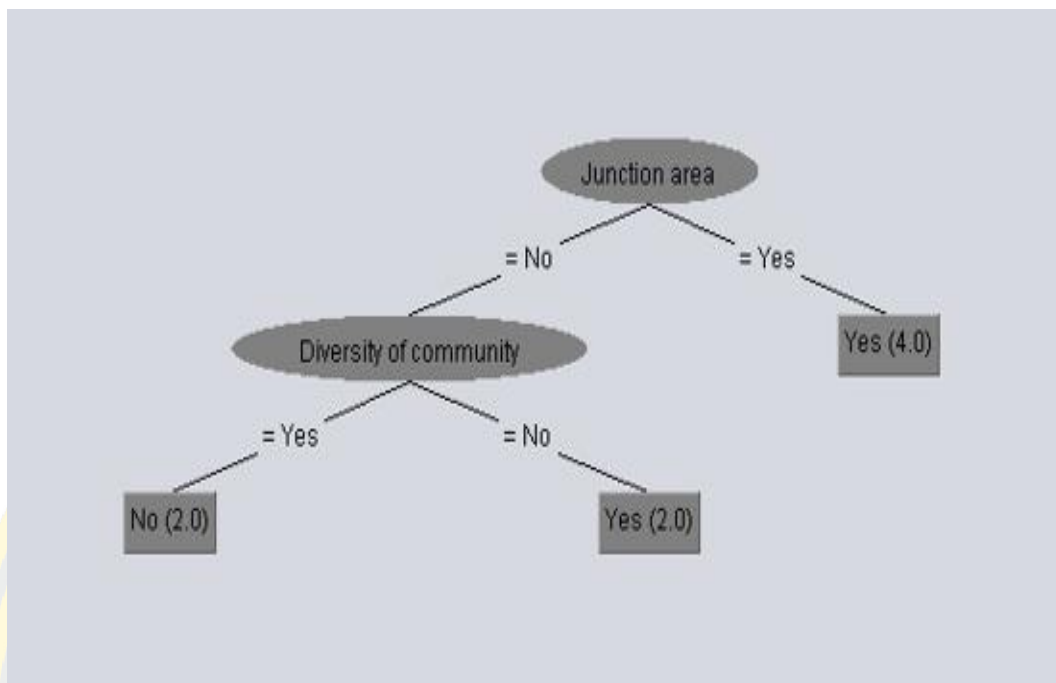 Junction area
= No
= Yes
Yes (4.0)
Diversity of community
= Yes
= No
No (2.0)
Yes (2.0)